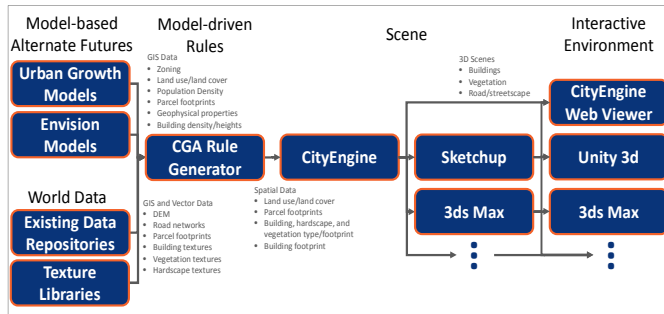 Model-based
Alternate Futures
Model-driven
Rules
Scene
Interactive
Environment
Urban Growth
Models
Envision
Models
World Data
Existing Data
Repositories
Texture
Libraries
GIS Data
• Zoning
• Land use/land cover
• Population Density
• Parcel footprints
• Geophysical properties
• Building density/heights
CGA Rule
Generator
GIS and Vector Data
• DEM
• Road networks
• Parcel footprints
• Building textures
• Vegetation textures
• Hardscape textures
CityEngine
Spatial Data
• Land use/land cover
• Parcel footprints
• Building, hardscape, and
vegetation type/footprint
• Building footprint
3D Scenes
• Buildings
• Vegetation
• Road/streetscape
Sketchup
3ds Max
CityEngine
Web Viewer
Unity 3d
3ds Max